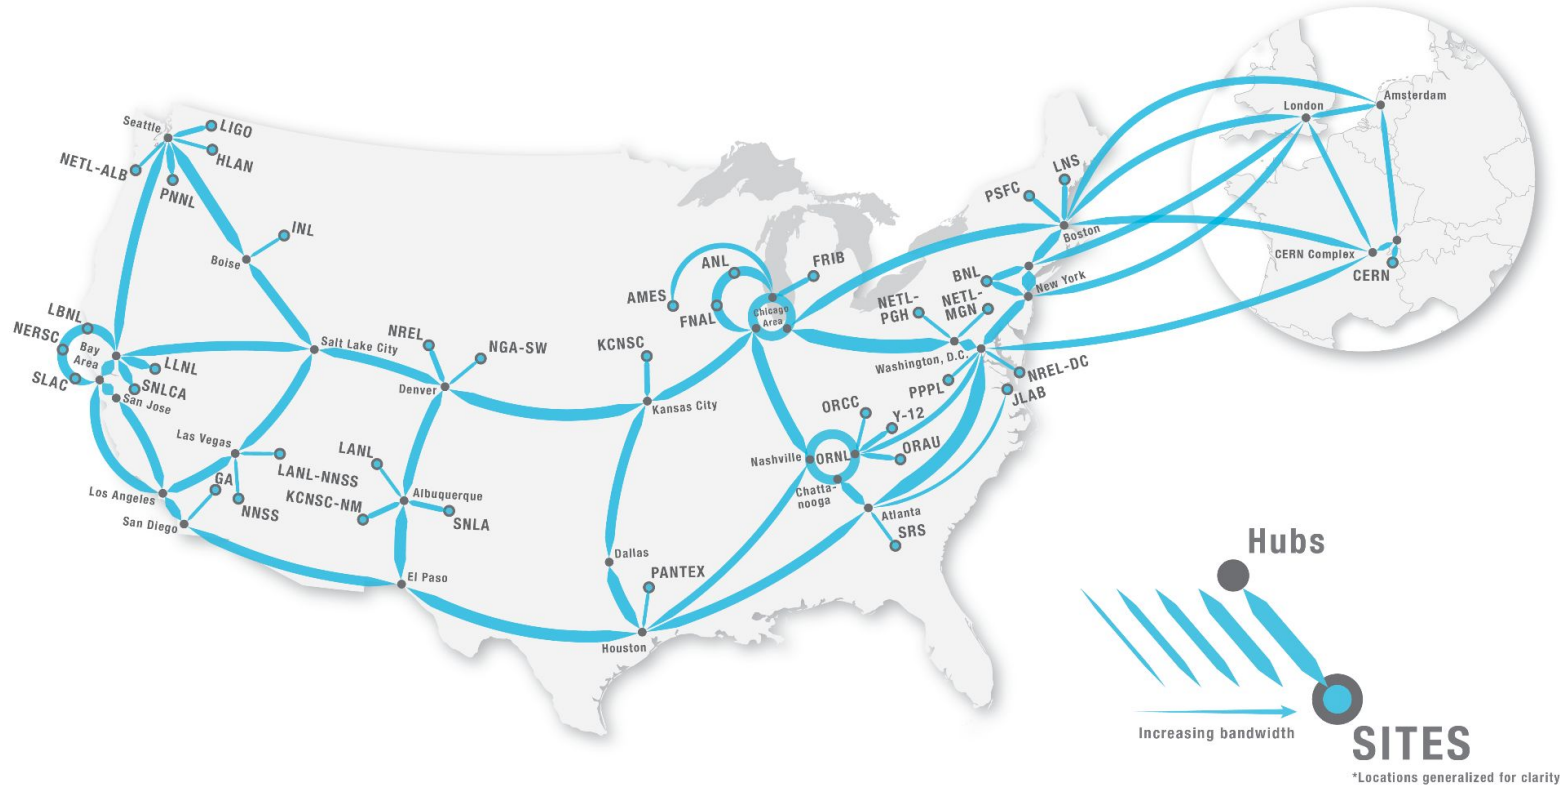 Seattle
LIGO
HLAN
NETL-ALB
PNNL
INL
Boise
LBNL
NERSC
Bay
Area
SLAC
LLNL
SNLCA
San Jose
Salt Lake City
NREL
NGA-SW
Denver
Las Vegas
LANL-NNSS
GA
NNSS
Los Angeles
San Diego
LANL
KCNSC-NM
Albuquerque
SNLA
El Paso
KCNSC
Kansas City
Dallas
PANTEX
Houston
AMES
ANL
FNAL
FRIB
Chicago
Area
Nashville
ORNL
Chatta-
nooga
ORCC
Y-12
ORAU
Atlanta
SRS
NETL-
PGH
NETL-
MGN
Washington, D.C.
PPPL
NREL-DC
JLAB
BNL
New York
PSFC
LNS
Boston
London
Amsterdam
CERN Complex
CERN
Hubs
Increasing bandwidth
SITES
*Locations generalized for clarity